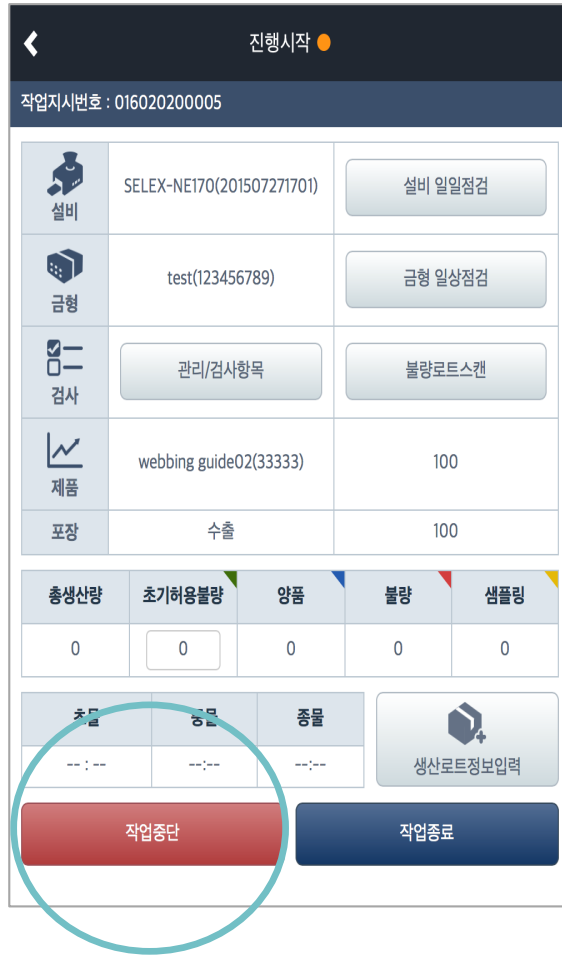 진행시작
작업지시번호 : 016020200005
설비
SELEX-NE170(201507271701)
설비 일일점검
금형
test(123456789)
금형 일상점검
검사
관리/검사항목
불량로트스캔
제품
webbing guide02(33333)
100
포장
수출
100
총생산량 초기허용불량 양품 불량 샘플링
0 0 0 0 0
초물 중물 종물
-- : -- --:-- --:--
생산로트정보입력
작업중단
작업종료